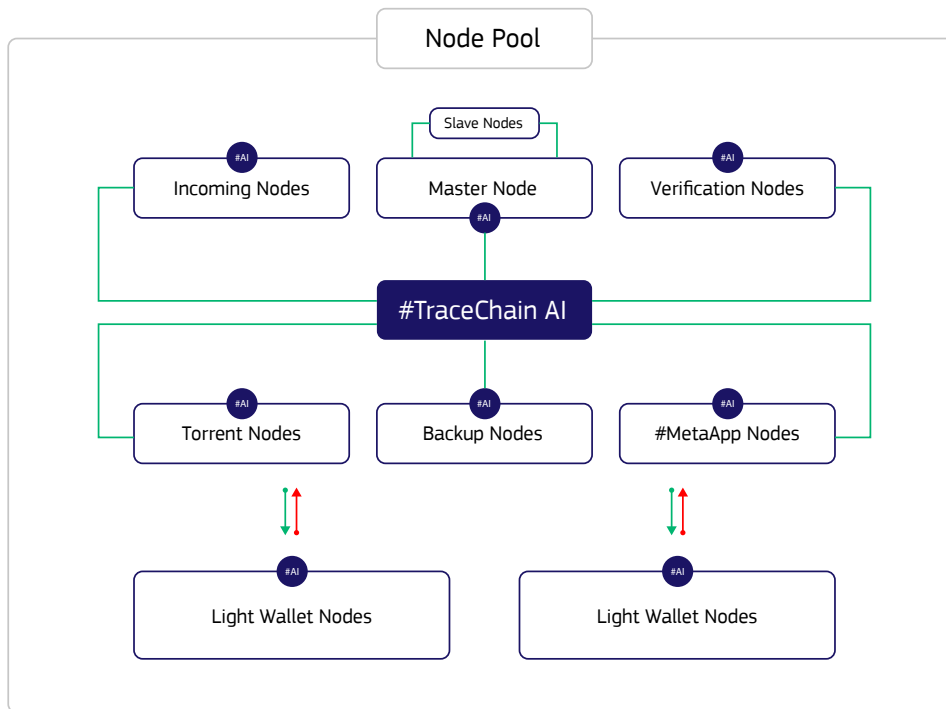 Node Pool
Slave Nodes
#AI
#AI
Incoming Nodes
Master Node
Verification Nodes
#AI
#TraceChain AI
#AI
#AI
#AI
Torrent Nodes
Backup Nodes
#MetaApp Nodes
#AI
#AI
Light Wallet Nodes
Light Wallet Nodes